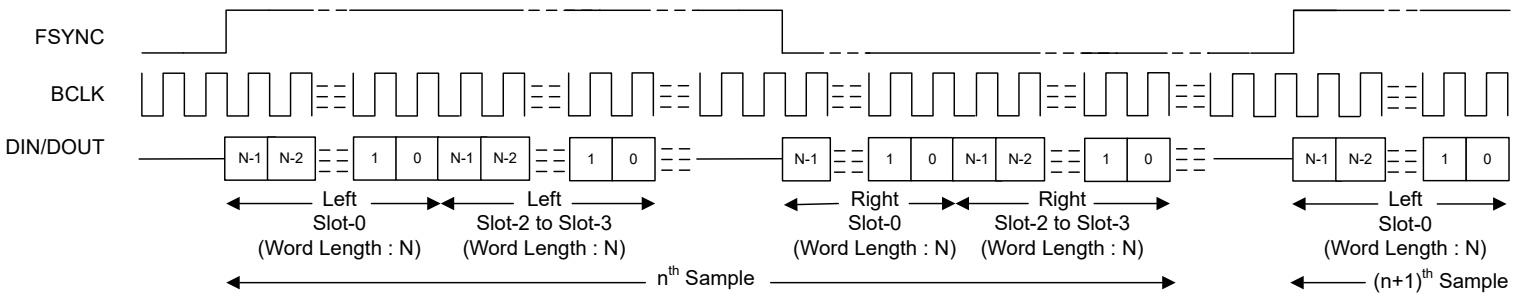 FSYNC
BCLK
DIN/DOUT
N-1 N-2 1 0 N-1 N-2 1 0 N-1 1 0 N-1 N-2 1 0 N-1 N-2 1 0
Left Left Right Right Left
Slot-0 Slot-2 to Slot-3 Slot-0 Slot-2 to Slot-3 Slot-0
(Word Length : N) (Word Length : N) (Word Length : N) (Word Length : N) (Word Length : N)
nth Sample (n+1)th Sample